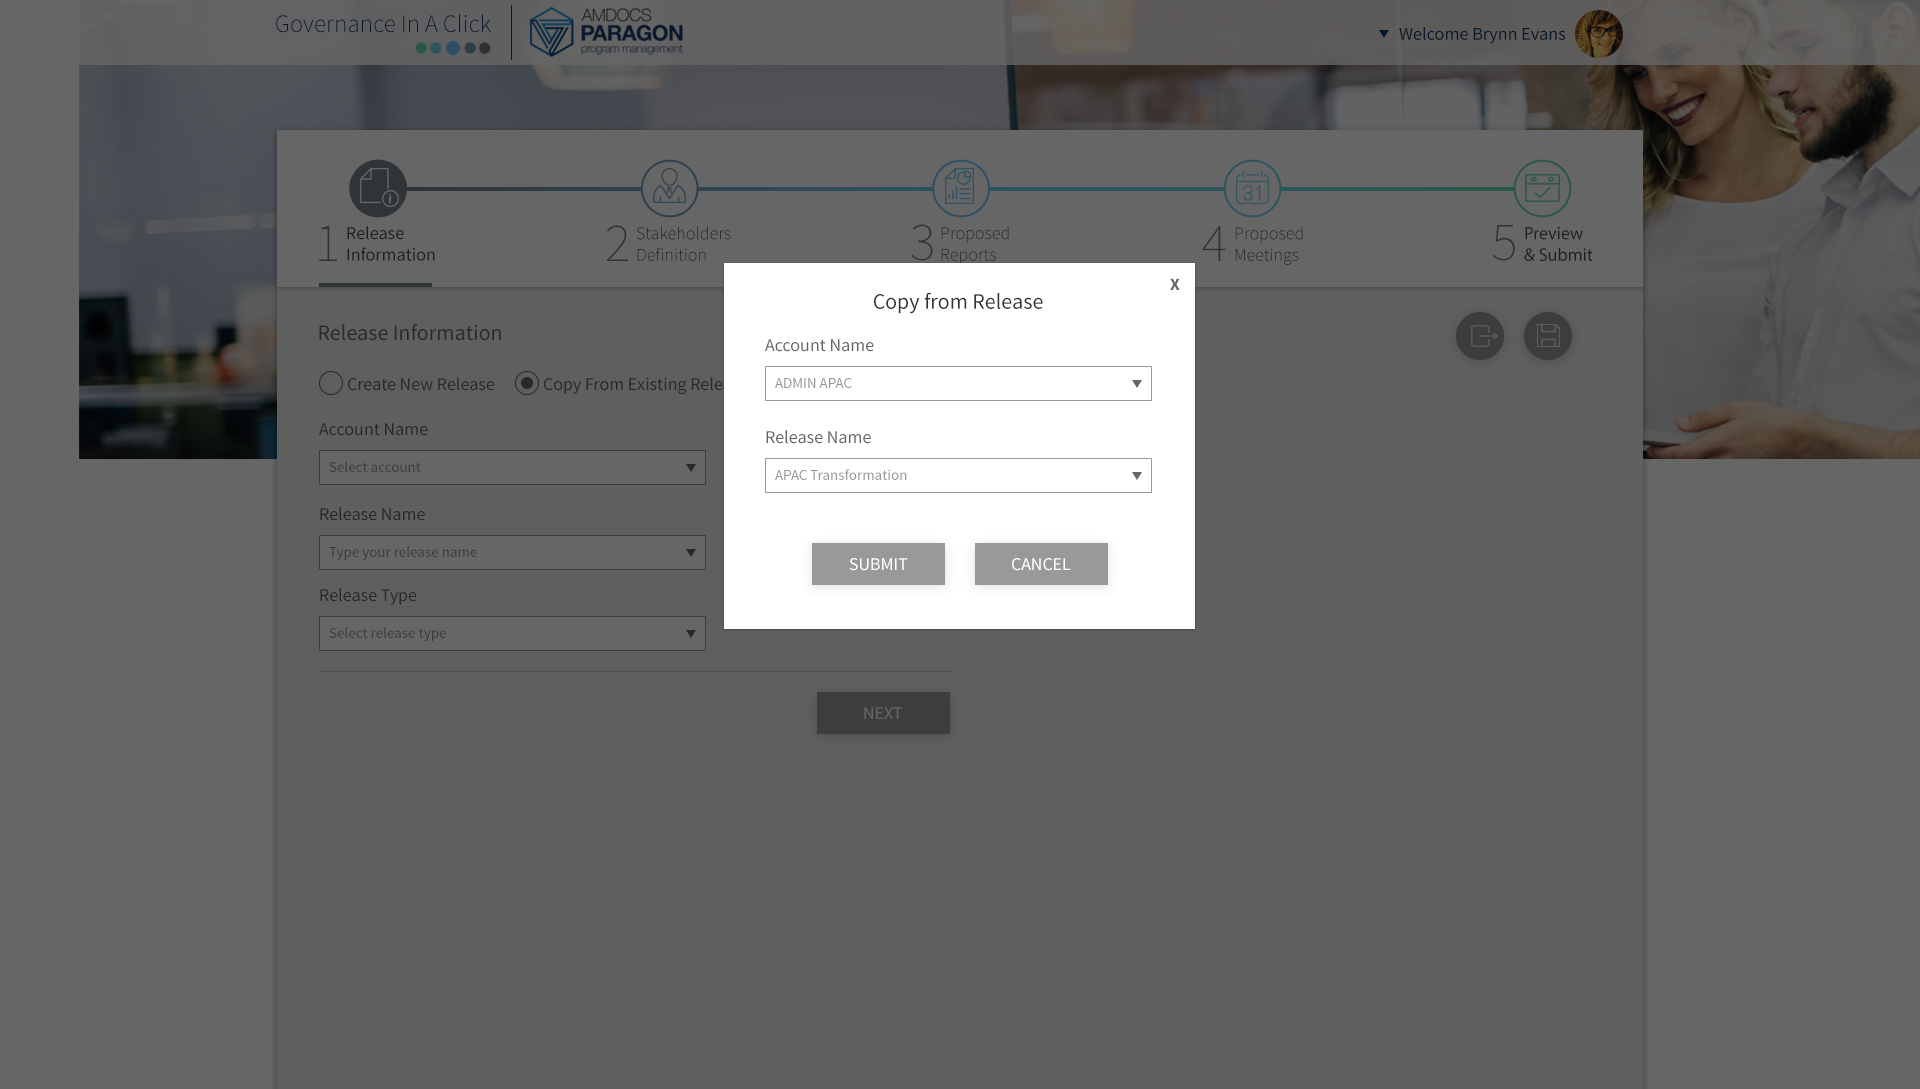 Governance In A Click
AMDOCS
PARAGON
program management
Welcome Brynn Evans
1 Release
Information
2 Stakeholders
Definition
3 Proposed
Reports
31
4 Proposed
Meetings
5 Preview
& Submit
Release Information
Create New Release
Copy From Existing Rele
Account Name
Select account
Release Name
Type your release name
Release Type
Select release type
NEXT
X
Copy from Release
Account Name
ADMIN APAC
Release Name
APAC Transformation
SUBMIT
CANCEL